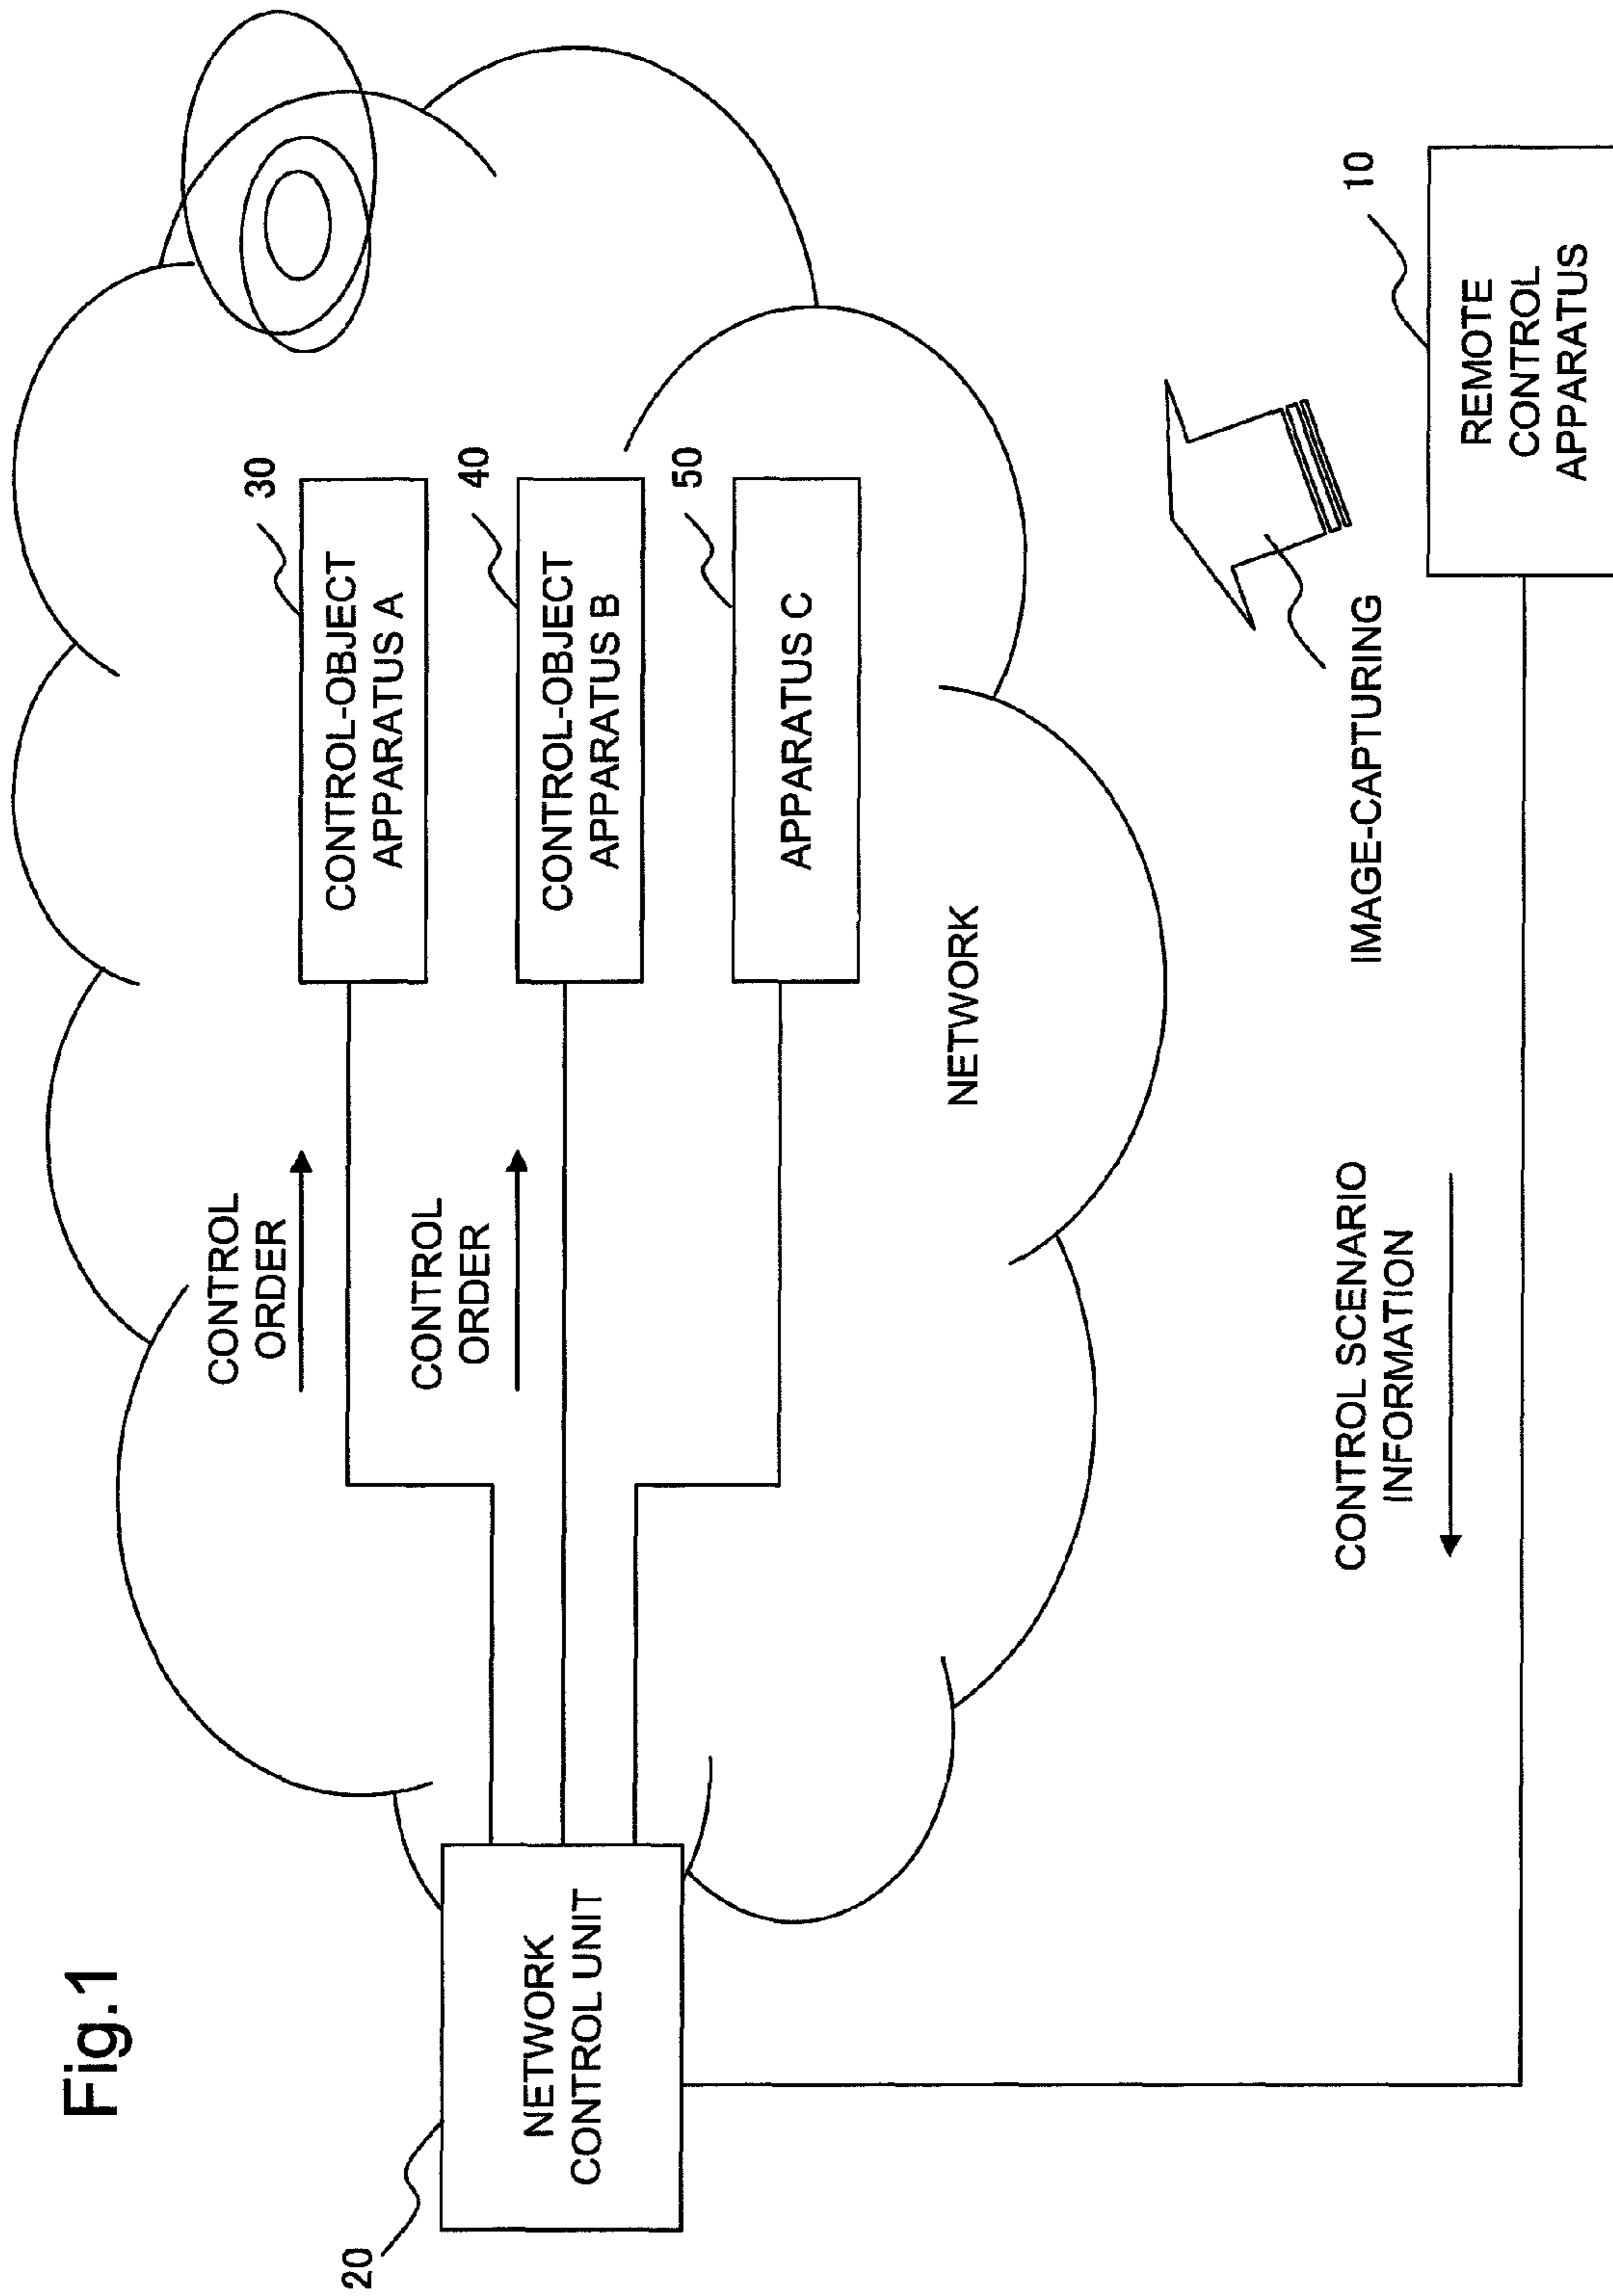 Fig.1
20
NETWORK
CONTROL UNIT
CONTROL
ORDER
CONTROL
ORDER
30
CONTROL-OBJECT
APPARATUS A
40
CONTROL-OBJECT
APPARATUS B
50
APPARATUS C
NETWORK
IMAGE-CAPTURING
CONTROL SCENARIO
INFORMATION
10
REMOTE
CONTROL
APPARATUS